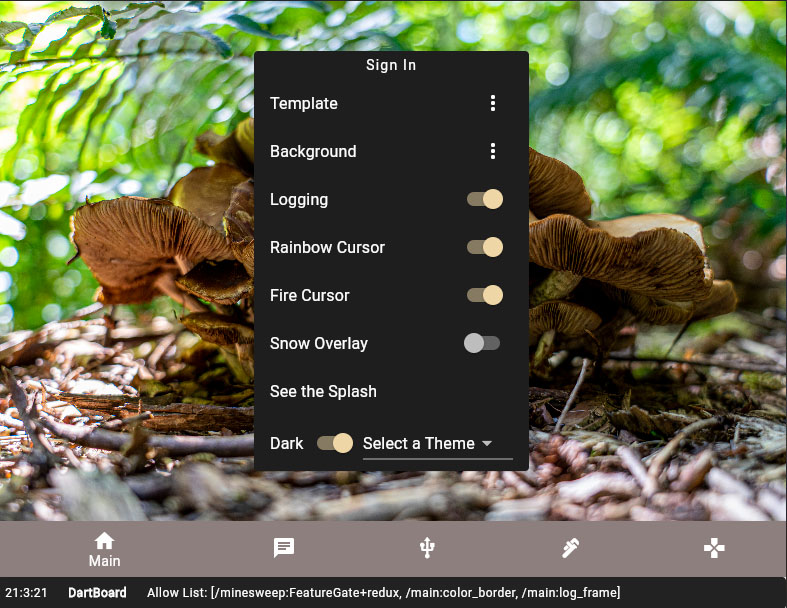 Sign In
Template
Background
Logging
Rainbow Cursor
Fire Cursor
Snow Overlay
See the Splash
Dark Select a Theme
Main
21:3:21 DartBoard Allow List: [/minesweep:FeatureGate+redux, /main:color_border, /main:log_frame]